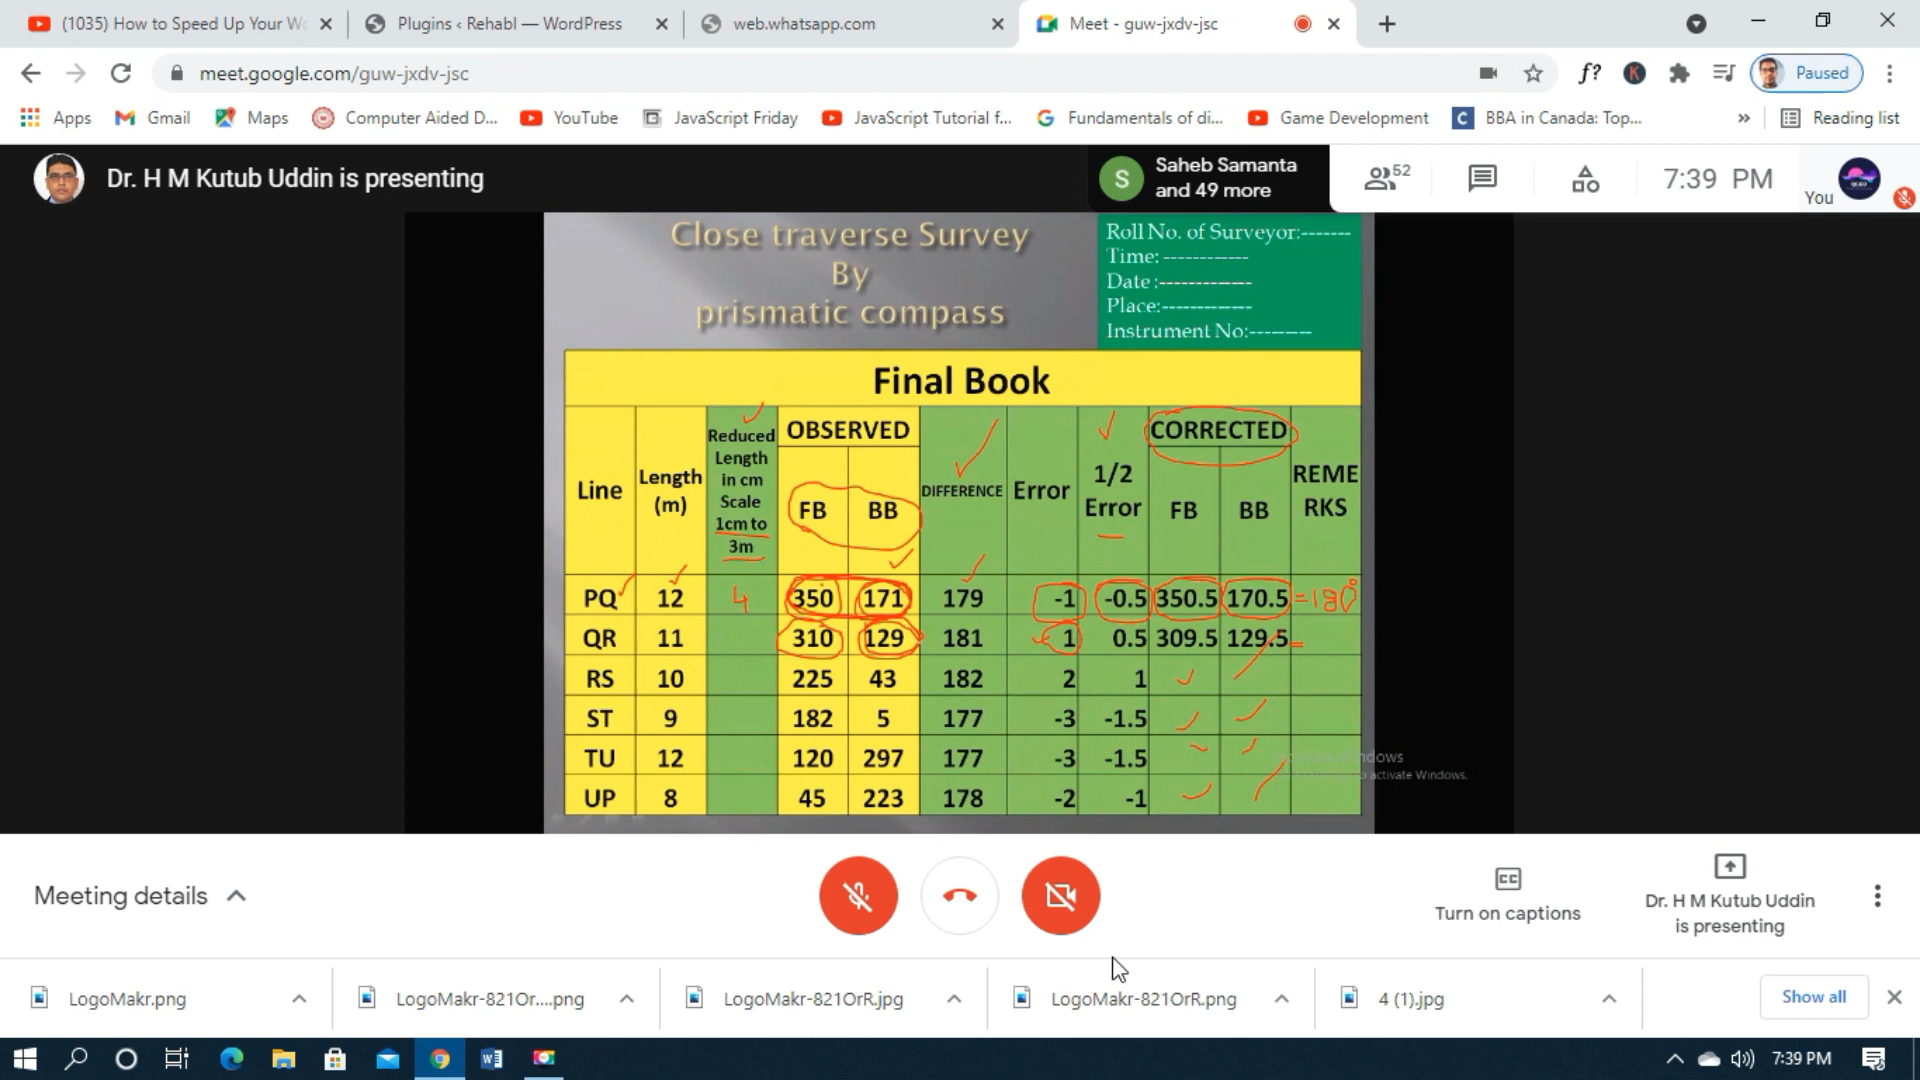 (1035) How to Speed Up Your Wo
Plugins ‹ Rehabl — WordPress
web.whatsapp.com
Meet - guw-jxdv-jsc
meet.google.com/guw-jxdv-jsc
f?
K
Paused
Apps
Gmail
Maps
Computer Aided D...
YouTube
JavaScript Friday
JavaScript Tutorial f...
Fundamentals of di...
Game Development
C BBA in Canada: Top...
»
Reading list
Dr. H M Kutub Uddin is presenting
S
Saheb Samanta
and 49 more
52
7:39 PM
You
Close traverse Survey
By
prismatic compass
Roll No. of Surveyor:-------
Time: ------------
Date :-------------
Place:-------------
Instrument No:---------
Final Book
Line Length (m) Reduced Length in cm Scale 1cm to 3m OBSERVED FB BB DIFFERENCE Error 1/2 Error CORRECTED FB BB REME RKS
PQ 12 4 350 171 179 -1 -0.5 350.5 170.5 =180°
QR 11 310 129 181 1 0.5 309.5 129.5 =
RS 10 225 43 182 2 1
ST 9 182 5 177 -3 -1.5
TU 12 120 297 177 -3 -1.5
UP 8 45 223 178 -2 -1
to activate Windows.
Meeting details
CC
Turn on captions
Dr. H M Kutub Uddin
is presenting
LogoMakr.png
LogoMakr-821Or....png
LogoMakr-821OrR.jpg
LogoMakr-821OrR.png
4 (1).jpg
Show all
7:39 PM